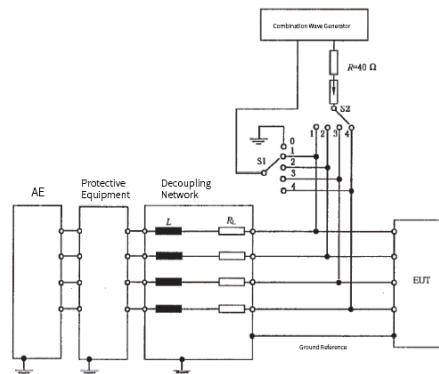 Combination Wave Generator
R=40 Ω
S2
1 2 3 4
0
1
S1
2
3
4
AE
Protective Equipment
Decoupling Network
L
R_L
EUT
Ground Reference